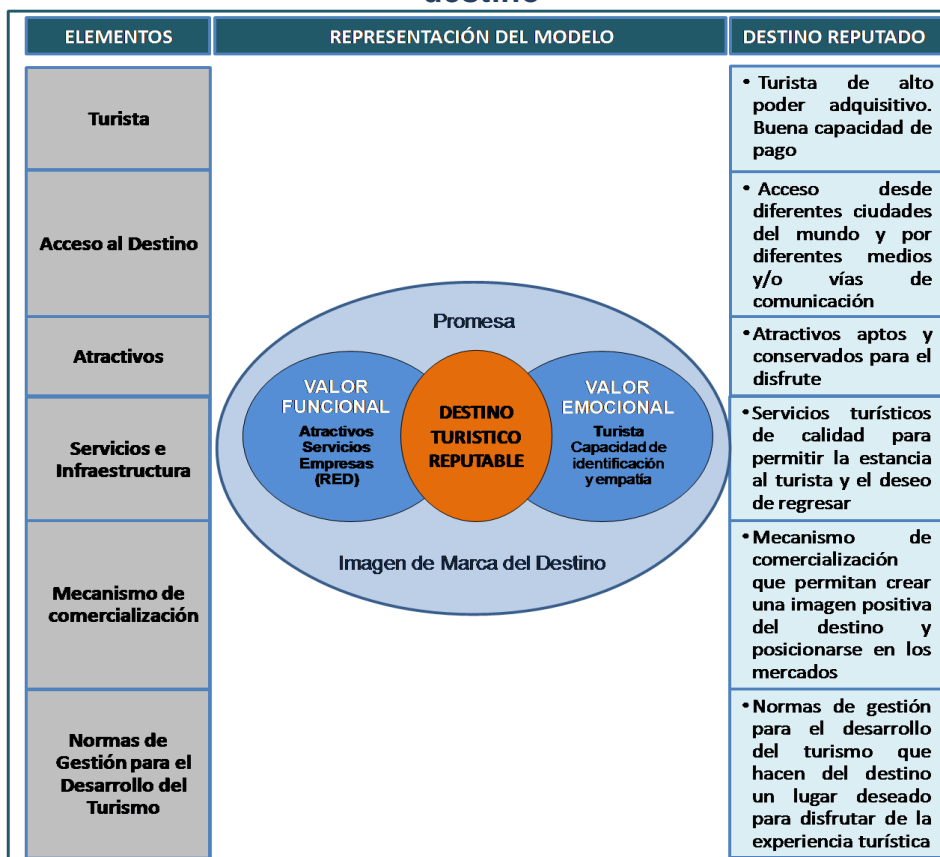 destino
ELEMENTOS
REPRESENTACIÓN DEL MODELO
DESTINO REPUTADO
Turista
• Turista de alto
poder adquisitivo.
Buena capacidad de
pago
Acceso al Destino
• Acceso desde
diferentes ciudades
del mundo y por
diferentes medios
y/o vías de
comunicación
Atractivos
• Atractivos aptos y
conservados para el
disfrute
Servicios e
Infraestructura
• Servicios turísticos
de calidad para
permitir la estancia
al turista y el deseo
de regresar
Mecanismo de
comercialización
• Mecanismo de
comercialización
que permitan crear
una imagen positiva
del destino y
posicionarse en los
mercados
Normas de
Gestión para el
Desarrollo del
Turismo
• Normas de gestión
para el desarrollo
del turismo que
hacen del destino
un lugar deseado
para disfrutar de la
experiencia turística
Promesa
VALOR
FUNCIONAL
Atractivos
Servicios
Empresas
(RED)
DESTINO
TURISTICO
REPUTABLE
VALOR
EMOCIONAL
Turista
Capacidad de
identificación
y empatía
Imagen de Marca del Destino